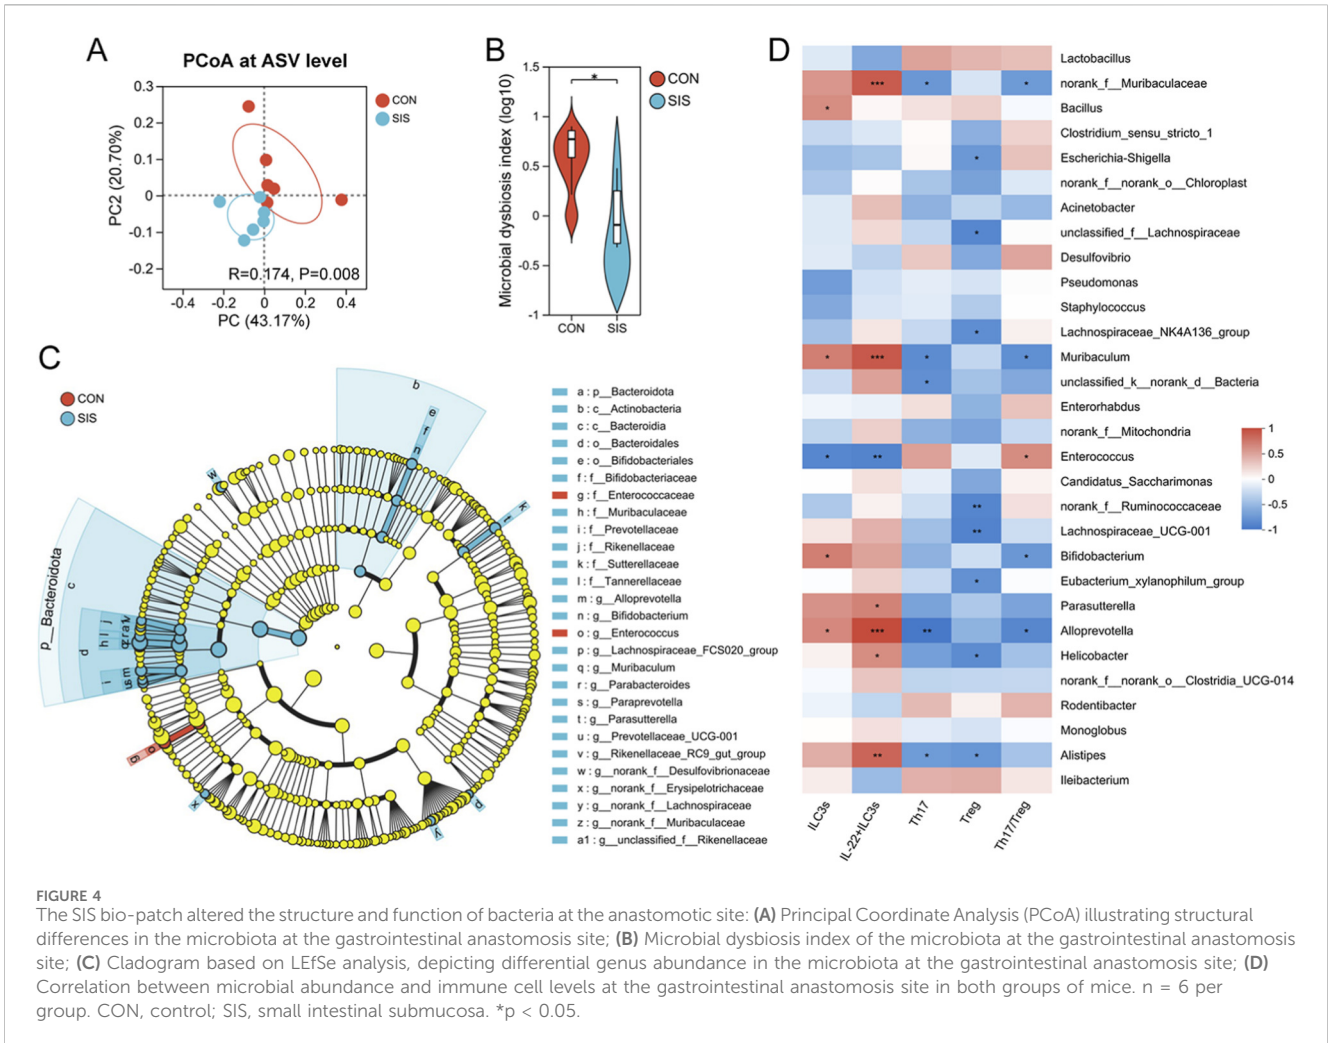 A
PCoA at ASV level
0.3
0.2
0.1
0
-0.1
-0.2
PC2 (20.70%)
R=0.174, P=0.008
-0.4
-0.2
0
0.2
0.4
PC (43.17%)
CON
SIS
B
Microbial dysbiosis index (log10)
1.5
1
0.5
0
-0.5
-1
*
CON
SIS
CON
SIS
C
CON
SIS
b
e
f
n
w
k
t
p__Bacteroidota
c
d
g
o
x
y
p
a : p__Bacteroidota
b : c__Actinobacteria
c : c__Bacteroidia
d : o__Bacteroidales
e : o__Bifidobacteriales
f : f__Bifidobacteriaceae
g : f__Enterococcaceae
h : f__Muribaculaceae
i : f__Prevotellaceae
j : f__Rikenellaceae
k : f__Sutterellaceae
l : f__Tannerellaceae
m : g__Alloprevotella
n : g__Bifidobacterium
o : g__Enterococcus
p : g__Lachnospiraceae_FCS020_group
q : g__Muribaculum
r : g__Parabacteroides
s : g__Paraprevotella
t : g__Parasutterella
u : g__Prevotellaceae_UCG-001
v : g__Rikenellaceae_RC9_gut_group
w : g__norank_f__Desulfovibrionaceae
x : g__norank_f__Erysipelotrichaceae
y : g__norank_f__Lachnospiraceae
z : g__norank_f__Muribaculaceae
a1 : g__unclassified_f__Rikenellaceae
D
Lactobacillus
*** * * norank_f__Muribaculaceae
* Bacillus
Clostridium_sensu_stricto_1
* Escherichia-Shigella
norank_f__norank_o__Chloroplast
Acinetobacter
* unclassified_f__Lachnospiraceae
Desulfovibrio
Pseudomonas
Staphylococcus
* Lachnospiraceae_NK4A136_group
* *** * * Muribaculum
* unclassified_k__norank_d__Bacteria
Enterorhabdus
norank_f__Mitochondria
* ** * Enterococcus
Candidatus_Saccharimonas
** norank_f__Ruminococcaceae
** Lachnospiraceae_UCG-001
* * Bifidobacterium
* Eubacterium_xylanophilum_group
* Parasutterella
* *** ** * Alloprevotella
* * Helicobacter
norank_f__norank_o__Clostridia_UCG-014
Rodentibacter
Monoglobus
** * * Alistipes
Ileibacterium
ILC3s
IL-22+ILC3s
Th17
Treg
Th17/Treg
1
0.5
0
-0.5
-1
FIGURE 4
The SIS bio-patch altered the structure and function of bacteria at the anastomotic site: (A) Principal Coordinate Analysis (PCoA) illustrating structural
differences in the microbiota at the gastrointestinal anastomosis site; (B) Microbial dysbiosis index of the microbiota at the gastrointestinal anastomosis
site; (C) Cladogram based on LEfSe analysis, depicting differential genus abundance in the microbiota at the gastrointestinal anastomosis site; (D)
Correlation between microbial abundance and immune cell levels at the gastrointestinal anastomosis site in both groups of mice. n = 6 per
group. CON, control; SIS, small intestinal submucosa. *p < 0.05.